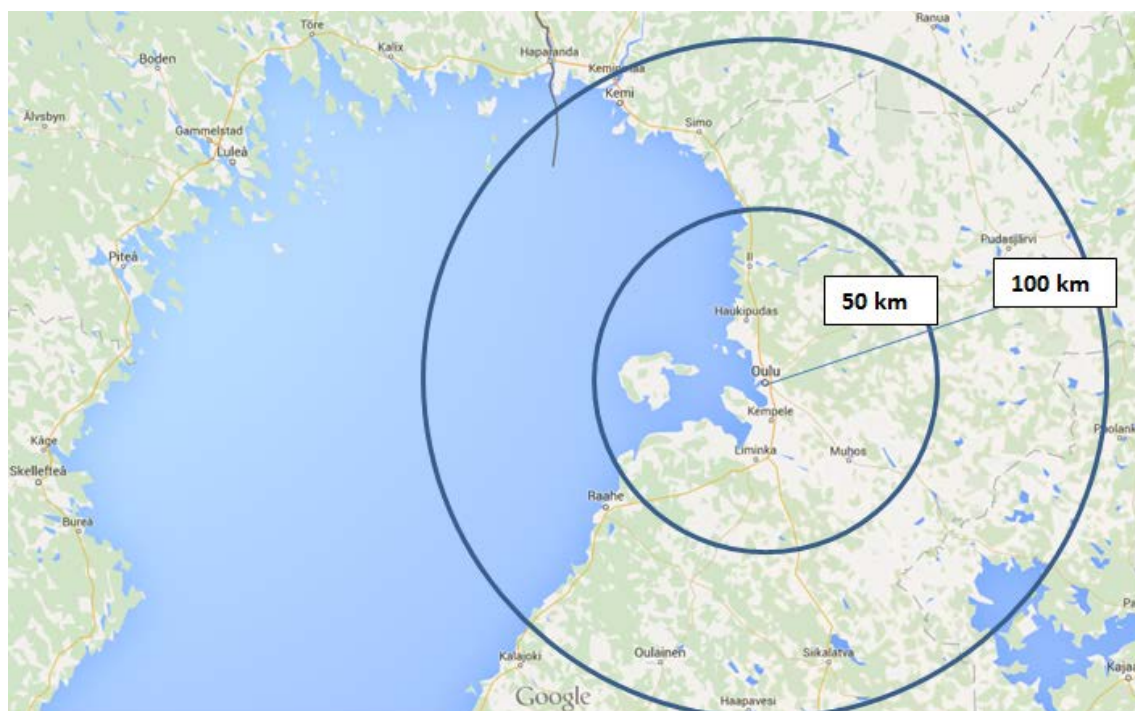 Töre
Ranua
Kalix
Haparanda
Boden
Kemi
Älvsbyn
Simo
Gammelstad
Luleå
Pudasjärvi
Piteå
Ii
100 km
50 km
Haukipudas
Oulu
Kempele
Kåge
Liminka
Muhos
Skellefteå
Raahe
Bureå
Kalajoki
Oulainen
Siikalatva
Google
Haapavesi